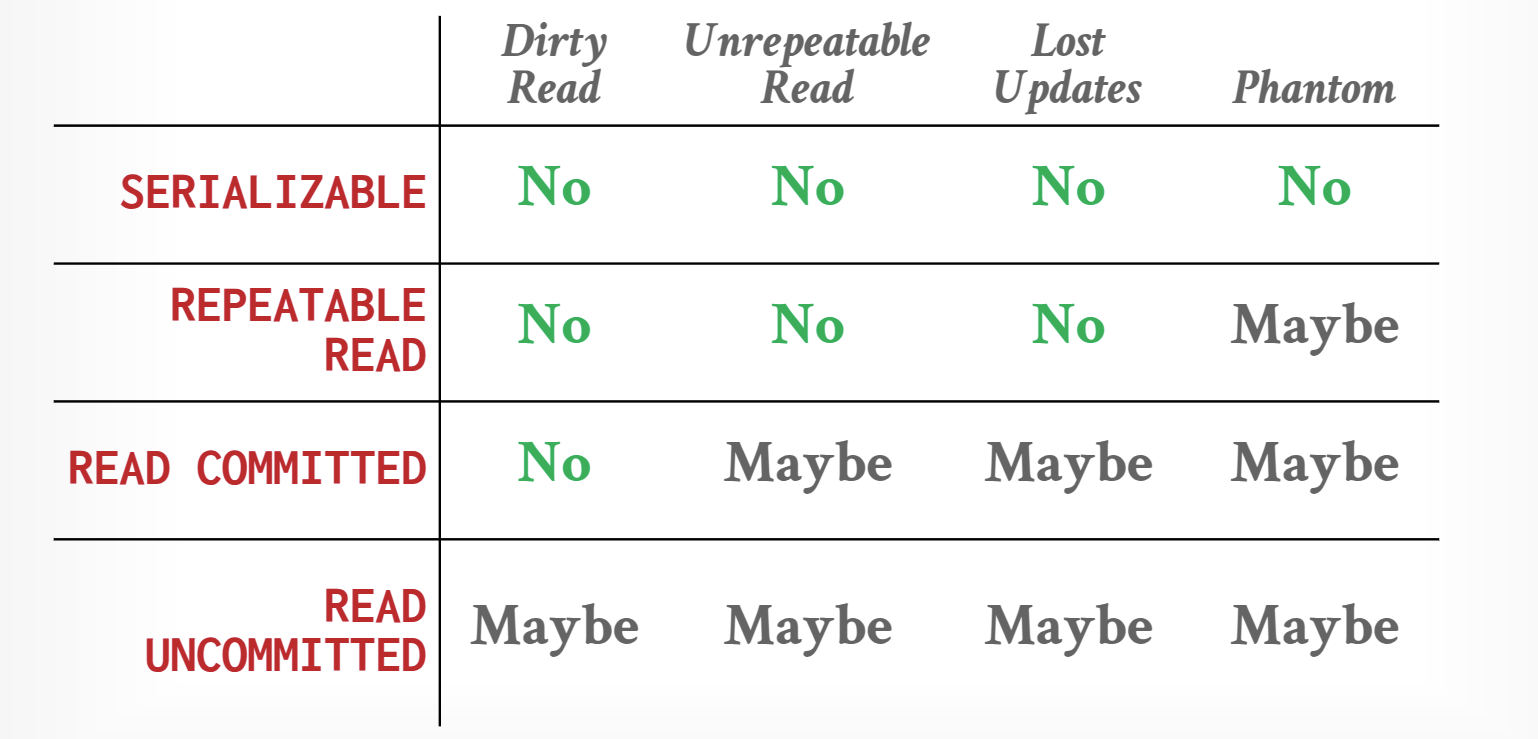 Dirty Read Unrepeatable Read Lost Updates Phantom
SERIALIZABLE No No No No
REPEATABLE READ No No No Maybe
READ COMMITTED No Maybe Maybe Maybe
READ UNCOMMITTED Maybe Maybe Maybe Maybe